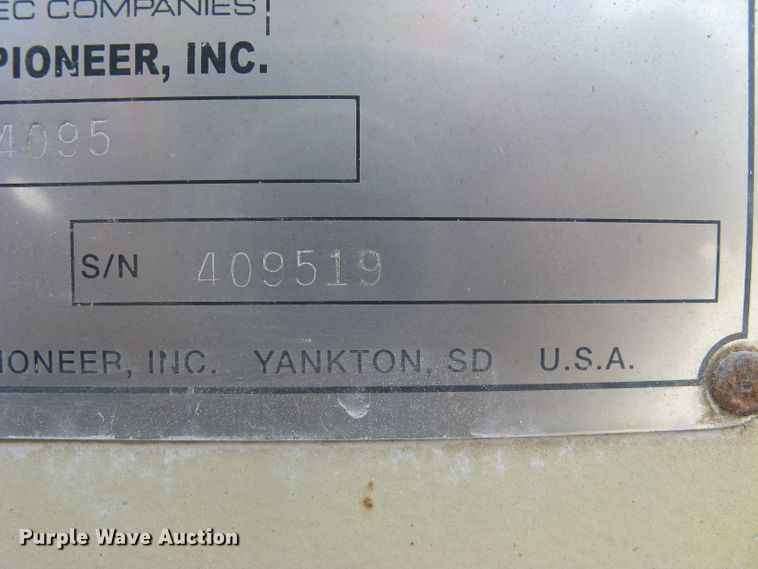 EC COMPANIES
PIONEER, INC.
4095
S/N 409519
IONEER, INC. YANKTON, SD U.S.A.
Purple Wave Auction